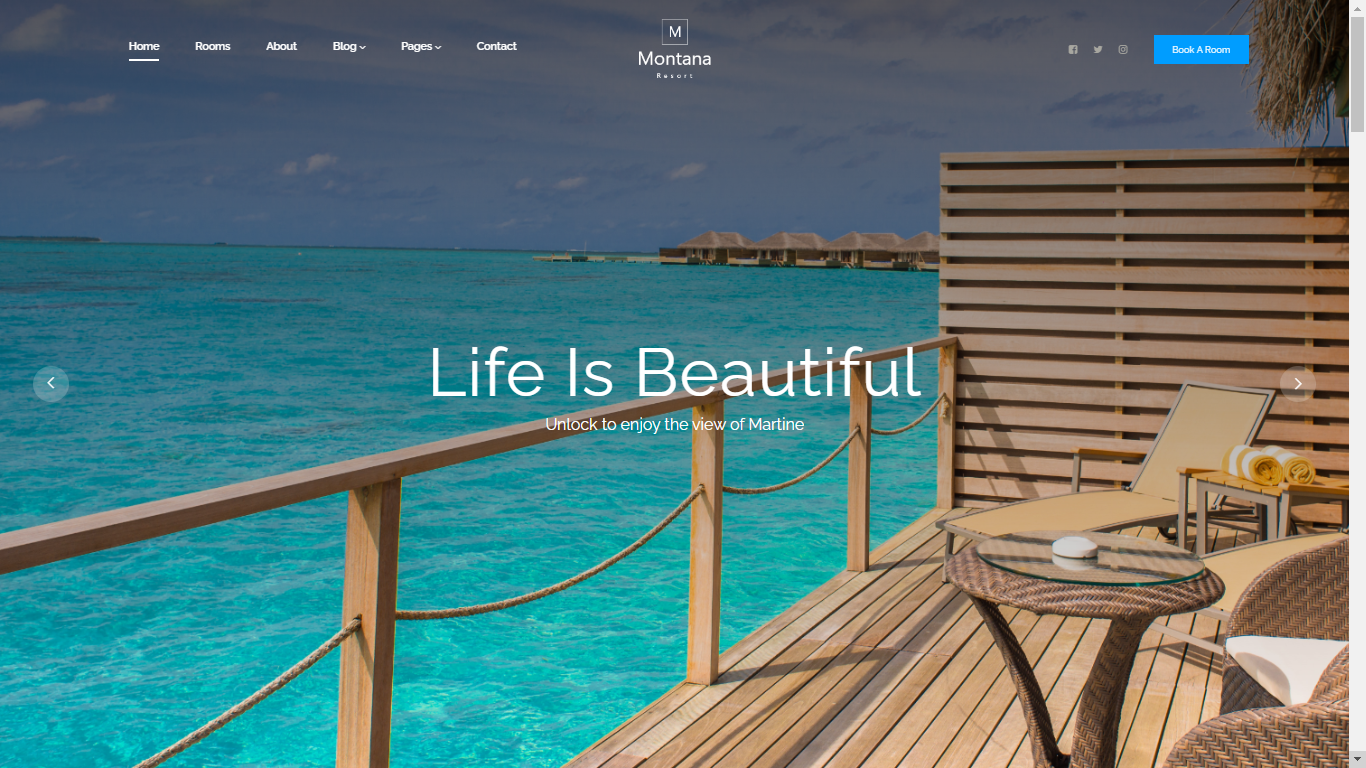 Home
Rooms
About
Blog
Pages
Contact
M
Montana
Resort
Book A Room
Life Is Beautiful
Unlock to enjoy the view of Martine